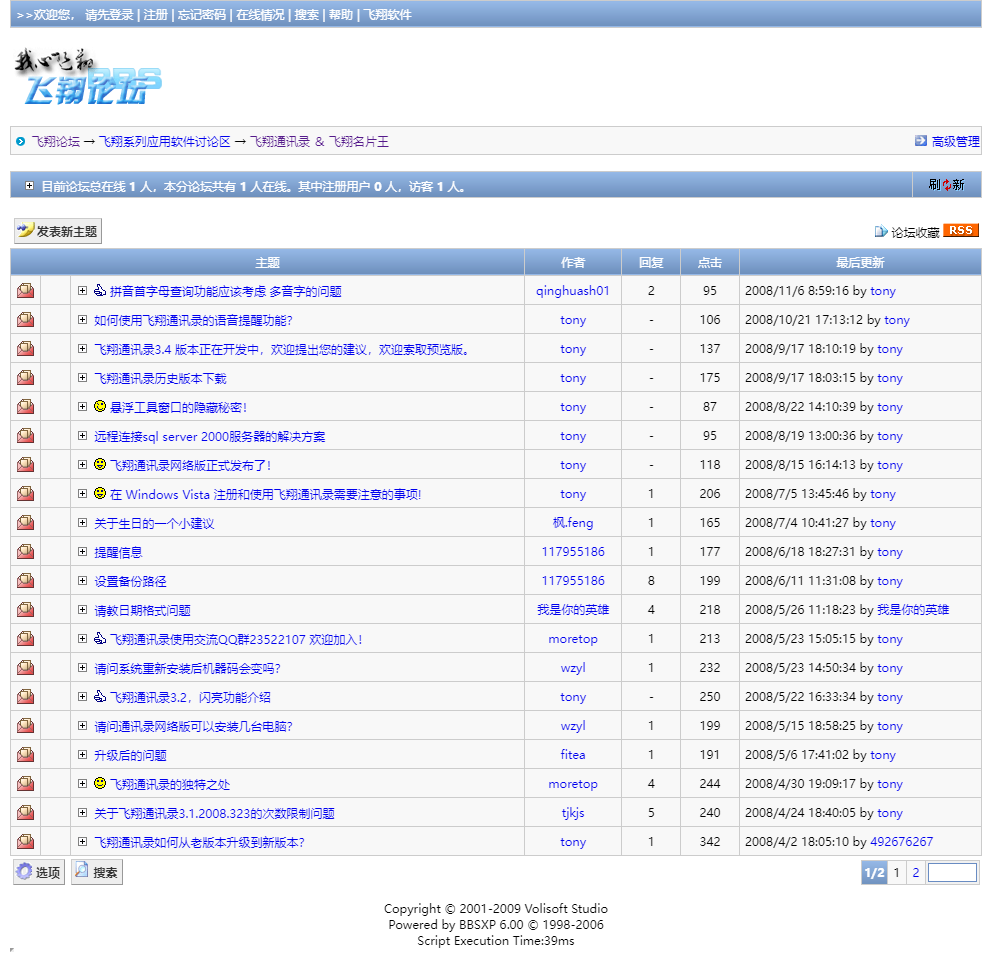 >>欢迎您， 请先登录 | 注册 | 忘记密码 | 在线情况 | 搜索 | 帮助 | 飞翔软件
我心飞翔
飞翔论坛 BBS
飞翔论坛 → 飞翔系列应用软件讨论区 → 飞翔通讯录 & 飞翔名片王 高级管理
目前论坛总在线 1 人，本分论坛共有 1 人在线。其中注册用户 0 人，访客 1 人。 刷新
发表新主题 论坛收藏 RSS
主题 作者 回复 点击 最后更新
拼音首字母查询功能应该考虑 多音字的问题 qinghuash01 2 95 2008/11/6 8:59:16 by tony
如何使用飞翔通讯录的语音提醒功能? tony - 106 2008/10/21 17:13:12 by tony
飞翔通讯录3.4 版本正在开发中，欢迎提出您的建议，欢迎索取预览版。 tony - 137 2008/9/17 18:10:19 by tony
飞翔通讯录历史版本下载 tony - 175 2008/9/17 18:03:15 by tony
悬浮工具窗口的隐藏秘密! tony - 87 2008/8/22 14:10:39 by tony
远程连接sql server 2000服务器的解决方案 tony - 95 2008/8/19 13:00:36 by tony
飞翔通讯录网络版正式发布了! tony - 118 2008/8/15 16:14:13 by tony
在 Windows Vista 注册和使用飞翔通讯录需要注意的事项! tony 1 206 2008/7/5 13:45:46 by tony
关于生日的一个小建议 枫.feng 1 165 2008/7/4 10:41:27 by tony
提醒信息 117955186 1 177 2008/6/18 18:27:31 by tony
设置备份路径 117955186 8 199 2008/6/11 11:31:08 by tony
请教日期格式问题 我是你的英雄 4 218 2008/5/26 11:18:23 by 我是你的英雄
飞翔通讯录使用交流QQ群23522107 欢迎加入! moretop 1 213 2008/5/23 15:05:15 by tony
请问系统重新安装后机器码会变吗? wzyl 1 232 2008/5/23 14:50:34 by tony
飞翔通讯录3.2，闪亮功能介绍 tony - 250 2008/5/22 16:33:34 by tony
请问通讯录网络版可以安装几台电脑? wzyl 1 199 2008/5/15 18:58:25 by tony
升级后的问题 fitea 1 191 2008/5/6 17:41:02 by tony
飞翔通讯录的独特之处 moretop 4 244 2008/4/30 19:09:17 by tony
关于飞翔通讯录3.1.2008.323的次数限制问题 tjkjs 5 240 2008/4/24 18:40:05 by tony
飞翔通讯录如何从老版本升级到新版本? tony 1 342 2008/4/2 18:05:10 by 492676267
选项 搜索 1/2 1 2
Copyright © 2001-2009 Volisoft Studio
Powered by BBSXP 6.00 © 1998-2006
Script Execution Time:39ms